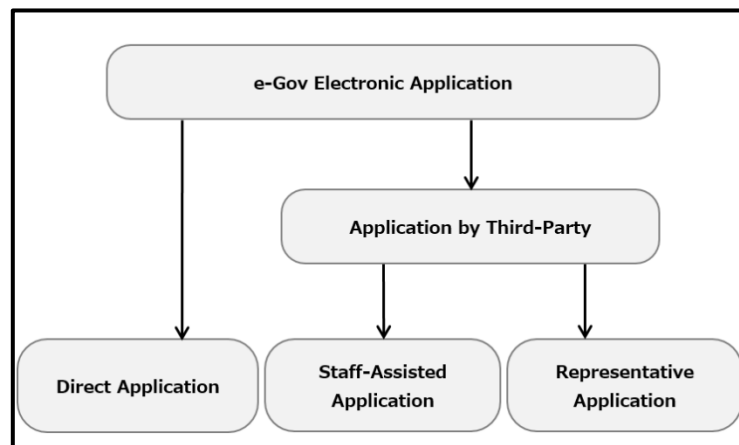 e-Gov Electronic Application
Application by Third-Party
Direct Application
Staff-Assisted
Application
Representative
Application